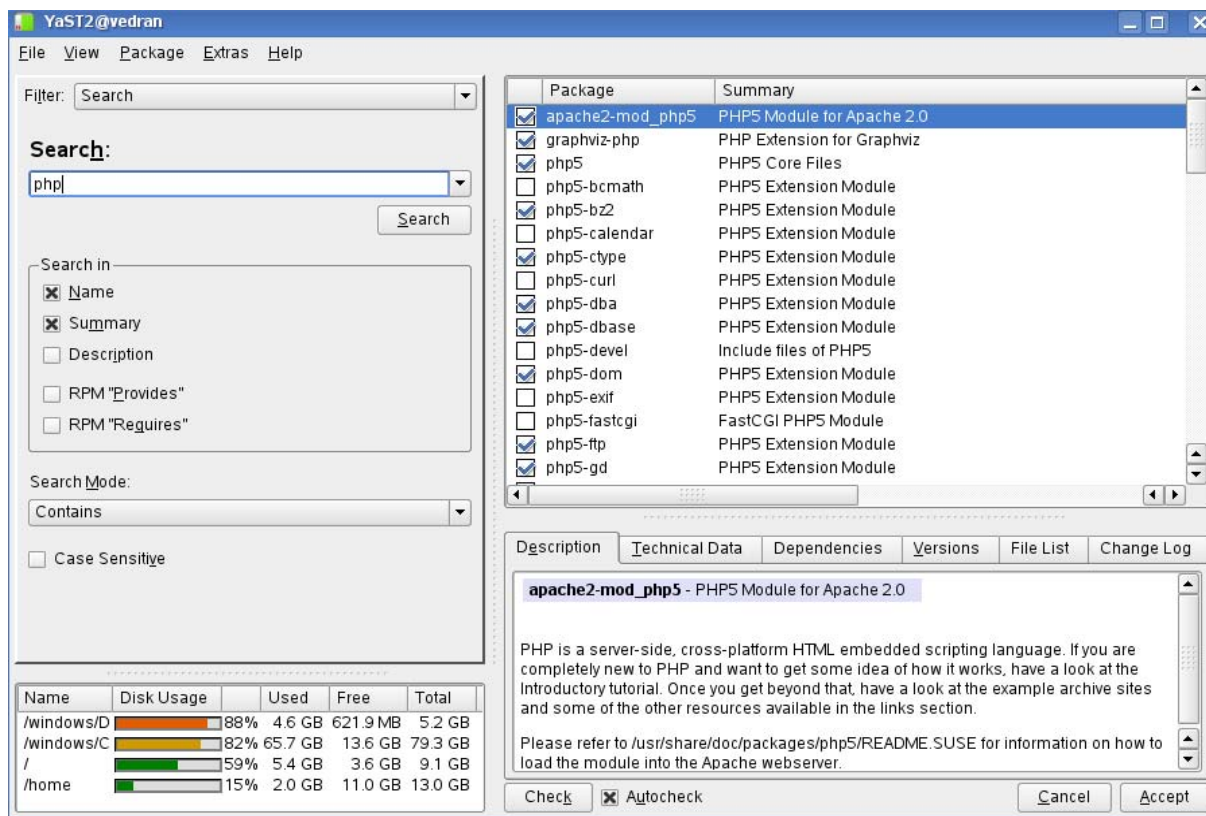 YaST2@vedran
File View Package Extras Help
Filter: Search
Search:
php
Search
Search in
Name
Summary
Description
RPM "Provides"
RPM "Requires"
Search Mode:
Contains
Case Sensitive
Name Disk Usage Used Free Total
/windows/D 88% 4.6 GB 621.9 MB 5.2 GB
/windows/C 82% 65.7 GB 13.6 GB 79.3 GB
/ 59% 5.4 GB 3.6 GB 9.1 GB
/home 15% 2.0 GB 11.0 GB 13.0 GB
Package Summary
apache2-mod_php5 PHP5 Module for Apache 2.0
graphviz-php PHP Extension for Graphviz
php5 PHP5 Core Files
php5-bcmath PHP5 Extension Module
php5-bz2 PHP5 Extension Module
php5-calendar PHP5 Extension Module
php5-ctype PHP5 Extension Module
php5-curl PHP5 Extension Module
php5-dba PHP5 Extension Module
php5-dbase PHP5 Extension Module
php5-devel Include files of PHP5
php5-dom PHP5 Extension Module
php5-exif PHP5 Extension Module
php5-fastcgi FastCGI PHP5 Module
php5-ftp PHP5 Extension Module
php5-gd PHP5 Extension Module
Description Technical Data Dependencies Versions File List Change Log
apache2-mod_php5 - PHP5 Module for Apache 2.0
PHP is a server-side, cross-platform HTML embedded scripting language. If you are
completely new to PHP and want to get some idea of how it works, have a look at the
Introductory tutorial. Once you get beyond that, have a look at the example archive sites
and some of the other resources available in the links section.
Please refer to /usr/share/doc/packages/php5/README.SUSE for information on how to
load the module into the Apache webserver.
Check Autocheck Cancel Accept